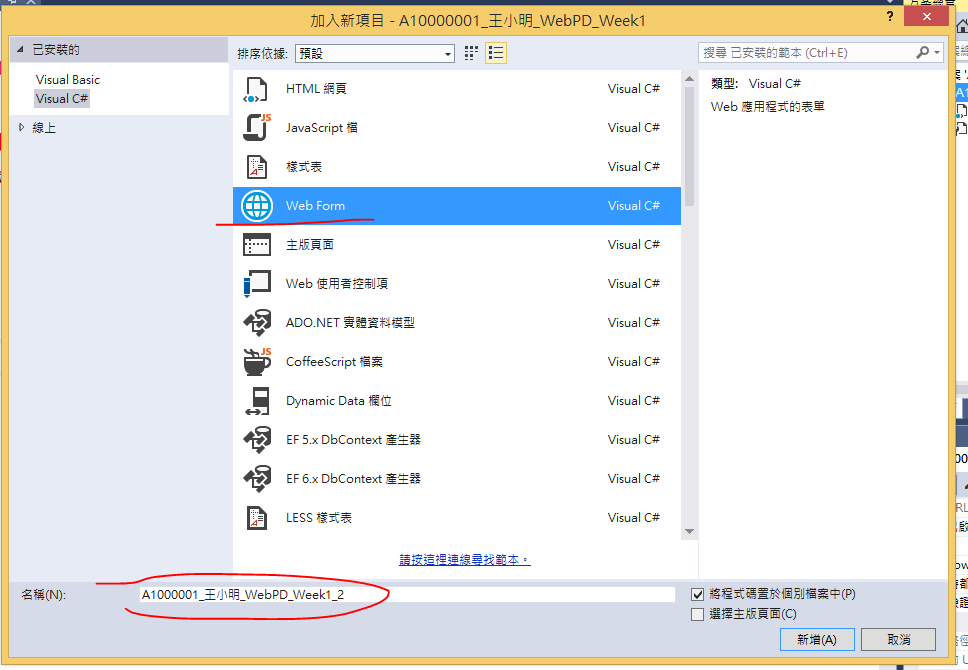 加入新項目 - A10000001_王小明_WebPD_Week1
?
已安裝的
Visual Basic
Visual C#
線上
排序依據: 預設
搜尋 已安裝的範本 (Ctrl+E)
HTML 網頁 Visual C#
JavaScript 檔 Visual C#
樣式表 Visual C#
Web Form Visual C#
主版頁面 Visual C#
Web 使用者控制項 Visual C#
ADO.NET 實體資料模型 Visual C#
CoffeeScript 檔案 Visual C#
Dynamic Data 欄位 Visual C#
EF 5.x DbContext 產生器 Visual C#
EF 6.x DbContext 產生器 Visual C#
LESS 樣式表 Visual C#
請按這裡連線尋找範本。
類型: Visual C#
Web 應用程式的表單
名稱(N): A1000001_王小明_WebPD_Week1_2
將程式碼置於個別檔案中(P)
選擇主版頁面(C)
新增(A)
取消